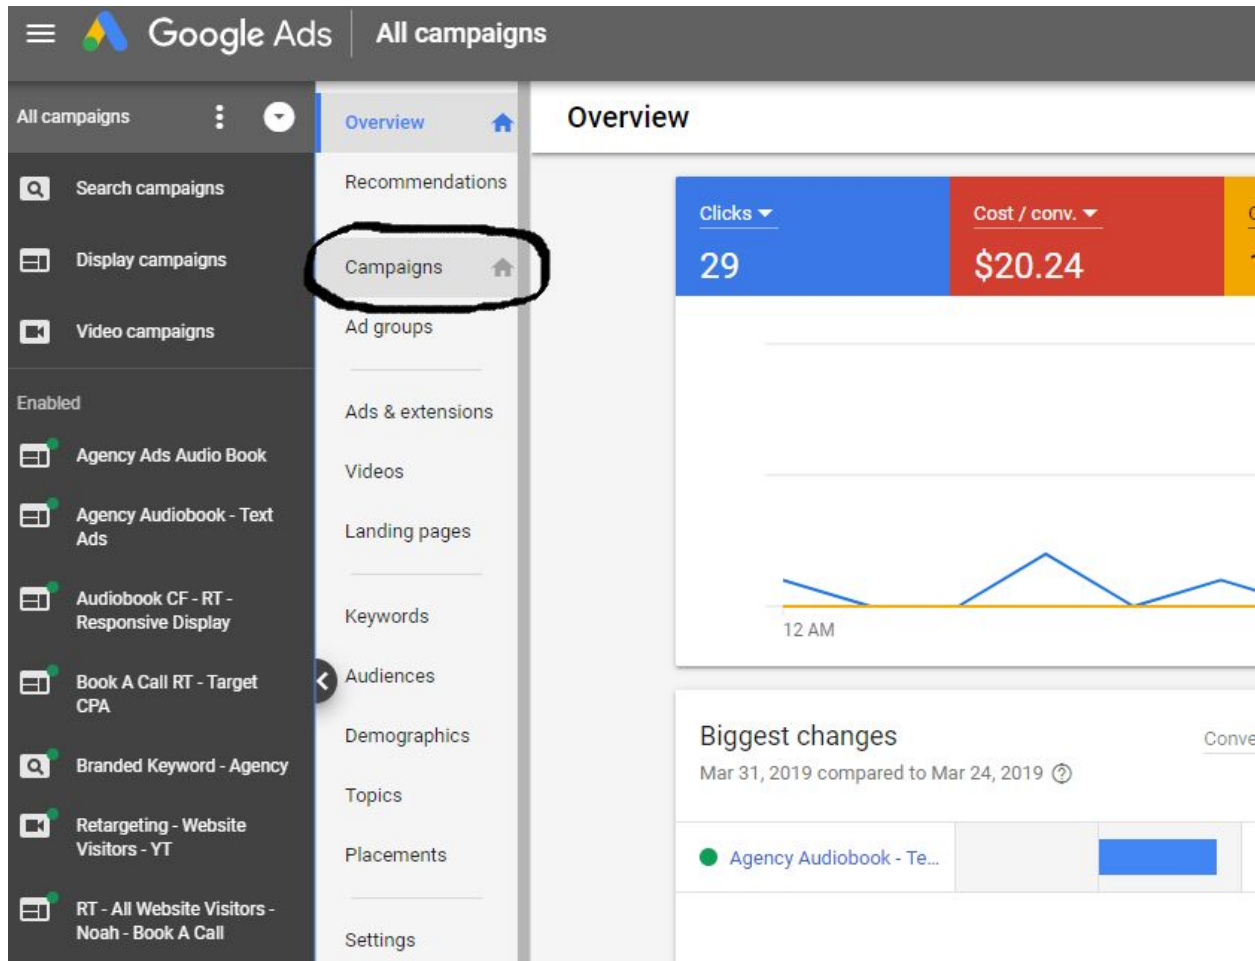 Google Ads
All campaigns
All campaigns
Search campaigns
Display campaigns
Video campaigns
Enabled
Agency Ads Audio Book
Agency Audiobook - Text
Ads
Audiobook CF - RT -
Responsive Display
Book A Call RT - Target
CPA
Branded Keyword - Agency
Retargeting - Website
Visitors - YT
RT - All Website Visitors -
Noah - Book A Call
Overview
Recommendations
Campaigns
Ad groups
Ads & extensions
Videos
Landing pages
Keywords
Audiences
Demographics
Topics
Placements
Settings
Overview
Clicks
29
Cost / conv.
$20.24
12 AM
Biggest changes
Mar 31, 2019 compared to Mar 24, 2019
Agency Audiobook - Te...